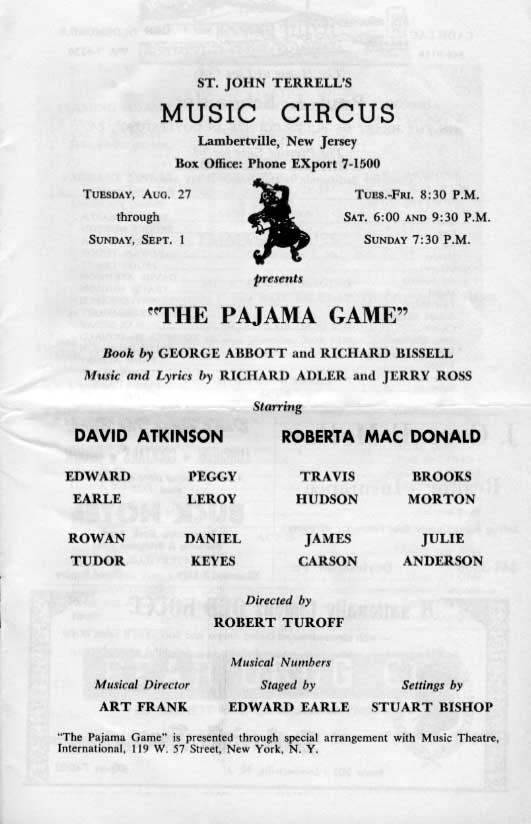 ST. JOHN TERRELL'S
MUSIC CIRCUS
Lambertville, New Jersey
Box Office: Phone EXport 7-1500
TUESDAY, AUG. 27
through
SUNDAY, SEPT. 1
TUES.-FRI. 8:30 P.M.
SAT. 6:00 AND 9:30 P.M.
SUNDAY 7:30 P.M.
presents
"THE PAJAMA GAME"
Book by GEORGE ABBOTT and RICHARD BISSELL
Music and Lyrics by RICHARD ADLER and JERRY ROSS
Starring
DAVID ATKINSON ROBERTA MAC DONALD
EDWARD PEGGY TRAVIS BROOKS
EARLE LEROY HUDSON MORTON
ROWAN DANIEL JAMES JULIE
TUDOR KEYES CARSON ANDERSON
Directed by
ROBERT TUROFF
Musical Numbers
Musical Director Staged by Settings by
ART FRANK EDWARD EARLE STUART BISHOP
"The Pajama Game" is presented through special arrangement with Music Theatre,
International, 119 W. 57 Street, New York, N. Y.